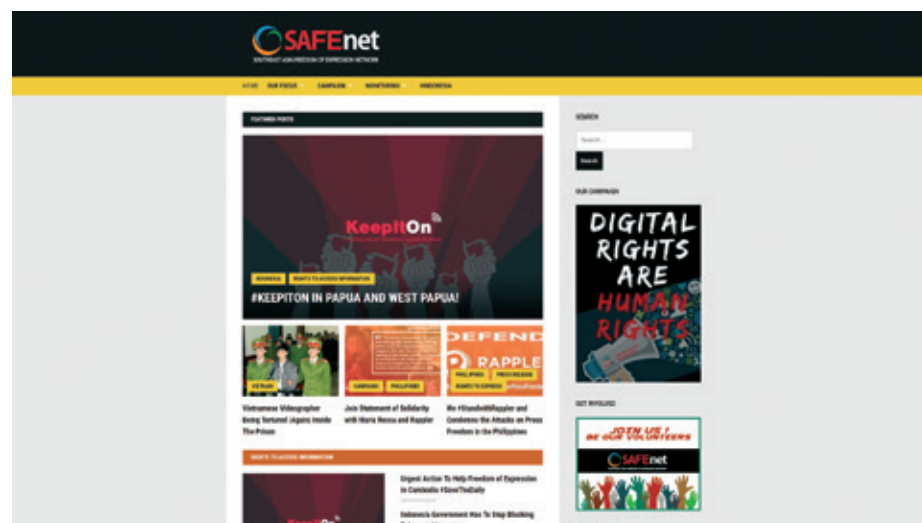 SAFEnet
SOUTHEAST ASIA FREEDOM OF EXPRESSION NETWORK
HOME OUR FOCUS CAMPAIGN MONITORING #INDONESIA
FEATURED POSTS
KeepItOn
INDONESIA RIGHTS TO ACCESS INFORMATION
#KEEPITON IN PAPUA AND WEST PAPUA!
VIETNAM
Vietnamese Videographer
Being Tortured (Again) Inside
The Prison
CAMPAIGN PHILIPPINES
Join Statement of Solidarity
with Maria Ressa and Rappler
DEFEND
RAPPLE
PHILIPPINES PRESS RELEASE
RIGHTS TO EXPRESS
We #StandwithRappler and
Condemns the Attacks on Press
Freedom in the Philippines
RIGHTS TO ACCESS INFORMATION
Urgent Action To Help Freedom of Expression
in Cambodia #SaveTheDaily
Indonesia Government Has To Stop Blocking
SEARCH
Search...
Search
OUR CAMPAIGN
DIGITAL
RIGHTS
ARE
HUMAN
RIGHTS
GET INVOLVED
JOIN US !
BE OUR VOLUNTEERS
SAFEnet